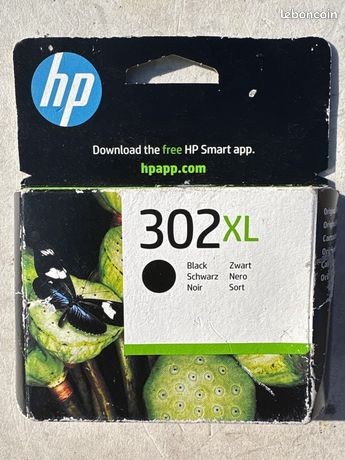 leboncoin
hp
Download the free HP Smart app.
hpapp.com
302XL
Black Zwart
Schwarz Nero
Noir Sort